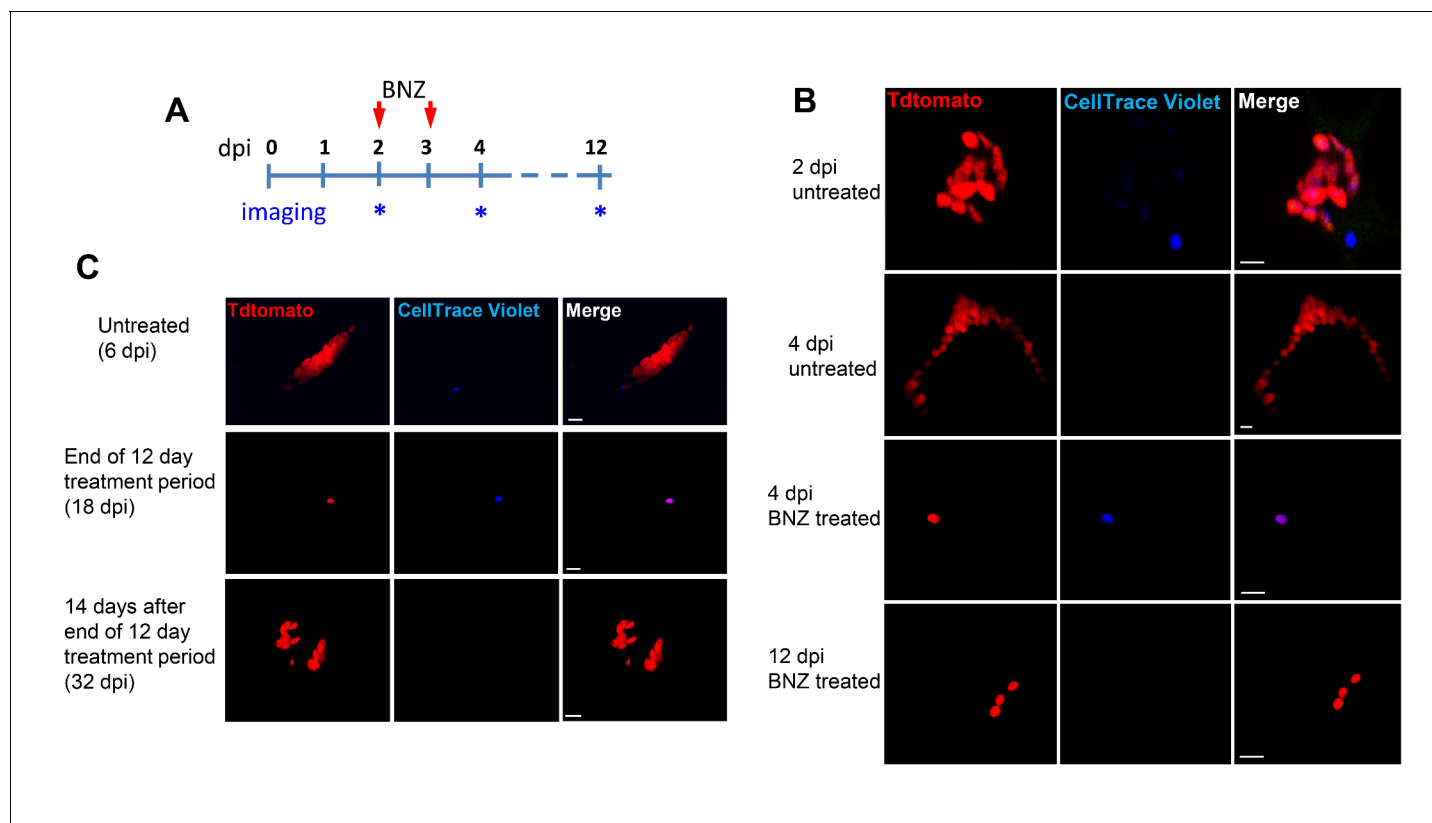 A
BNZ
dpi 0 1 2 3 4 12
imaging * * *
B
Tdtomato CellTrace Violet Merge
2 dpi
untreated
4 dpi
untreated
4 dpi
BNZ treated
12 dpi
BNZ treated
C
Tdtomato CellTrace Violet Merge
Untreated
(6 dpi)
End of 12 day
treatment period
(18 dpi)
14 days after
end of 12 day
treatment period
(32 dpi)